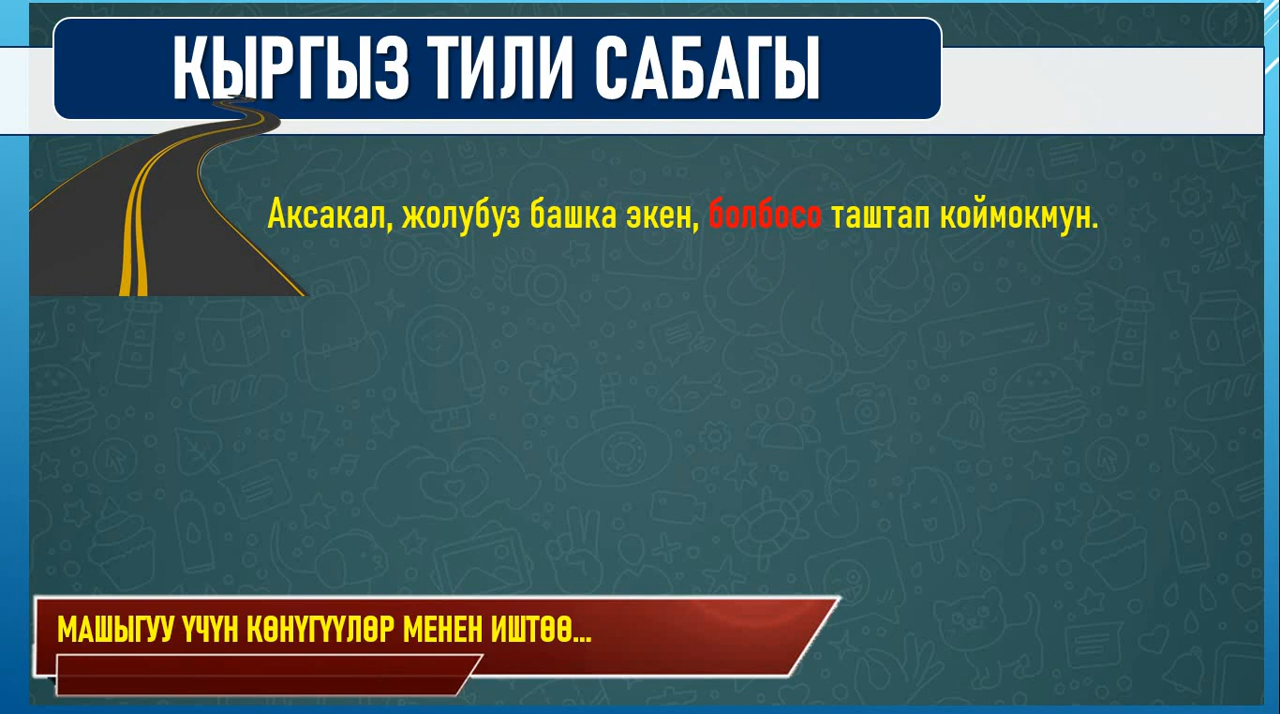 КЫРГЫЗ ТИЛИ САБАГЫ
Аксакал, жолубуз башка экен, болбосо таштап коймокмун.
МАШЫГУУ ҮЧҮН КӨНҮГҮҮЛӨР МЕНЕН ИШТӨӨ...